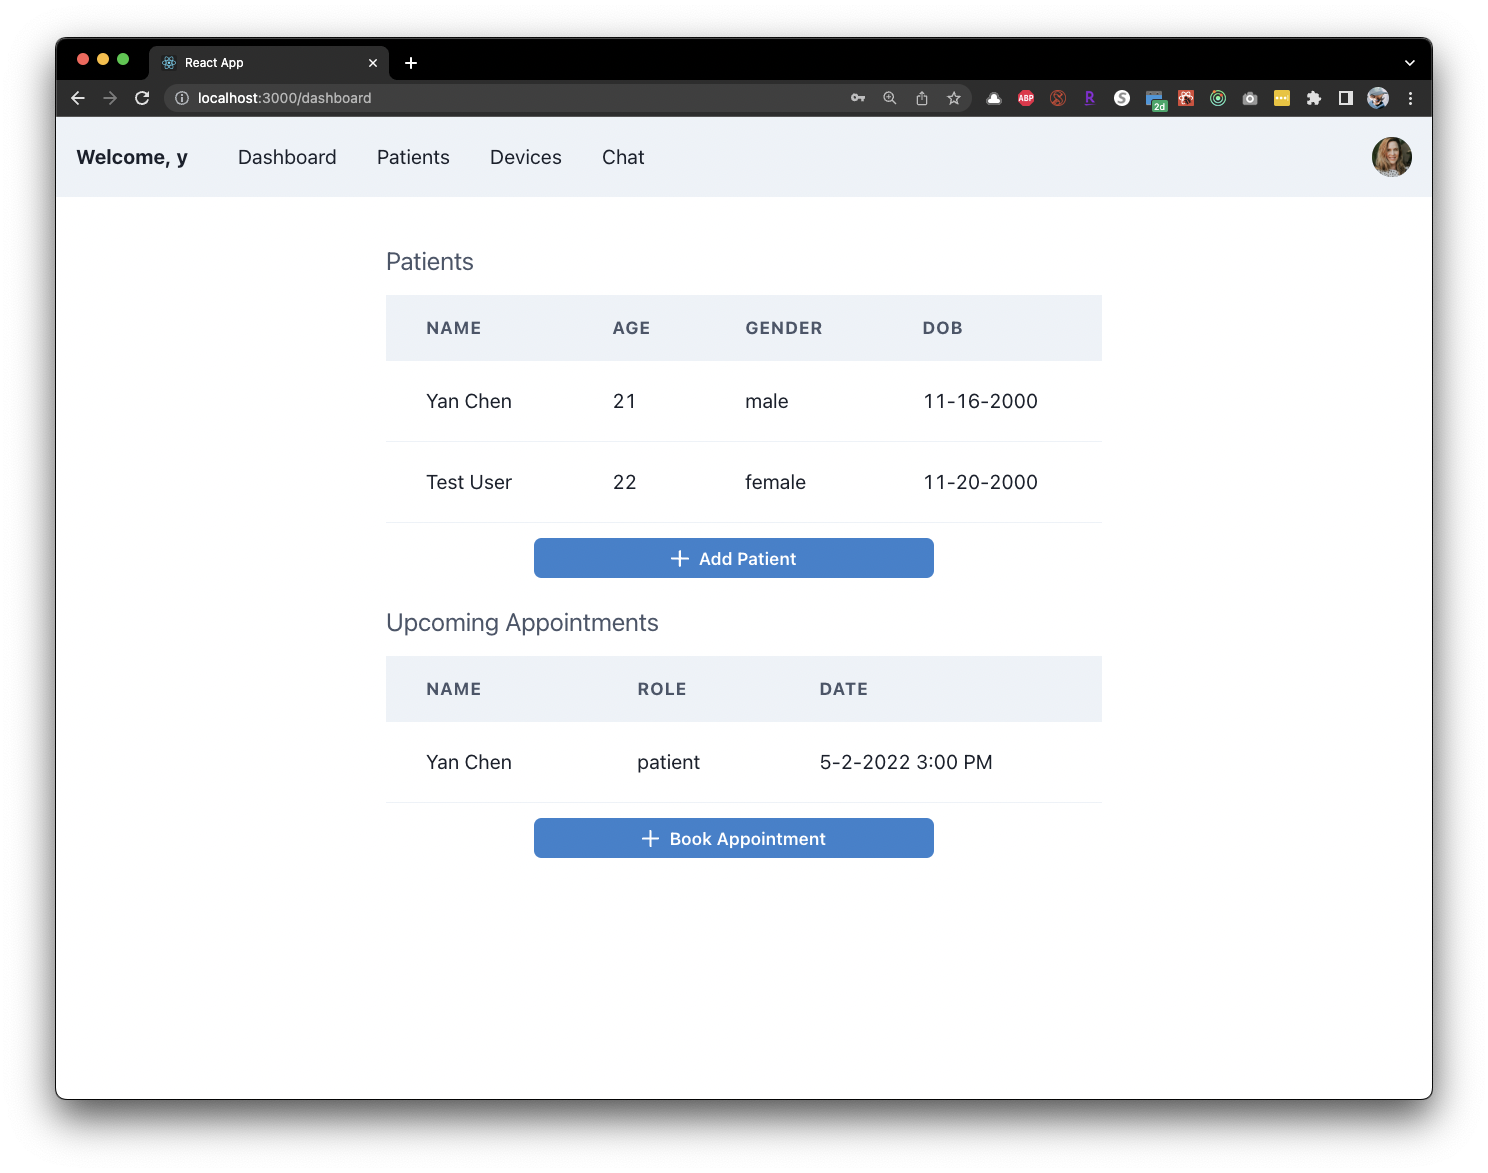 React App
localhost:3000/dashboard
ABP
R
S
2d
Welcome, y Dashboard Patients Devices Chat
Patients
NAME AGE GENDER DOB
Yan Chen 21 male 11-16-2000
Test User 22 female 11-20-2000
+ Add Patient
Upcoming Appointments
NAME ROLE DATE
Yan Chen patient 5-2-2022 3:00 PM
+ Book Appointment